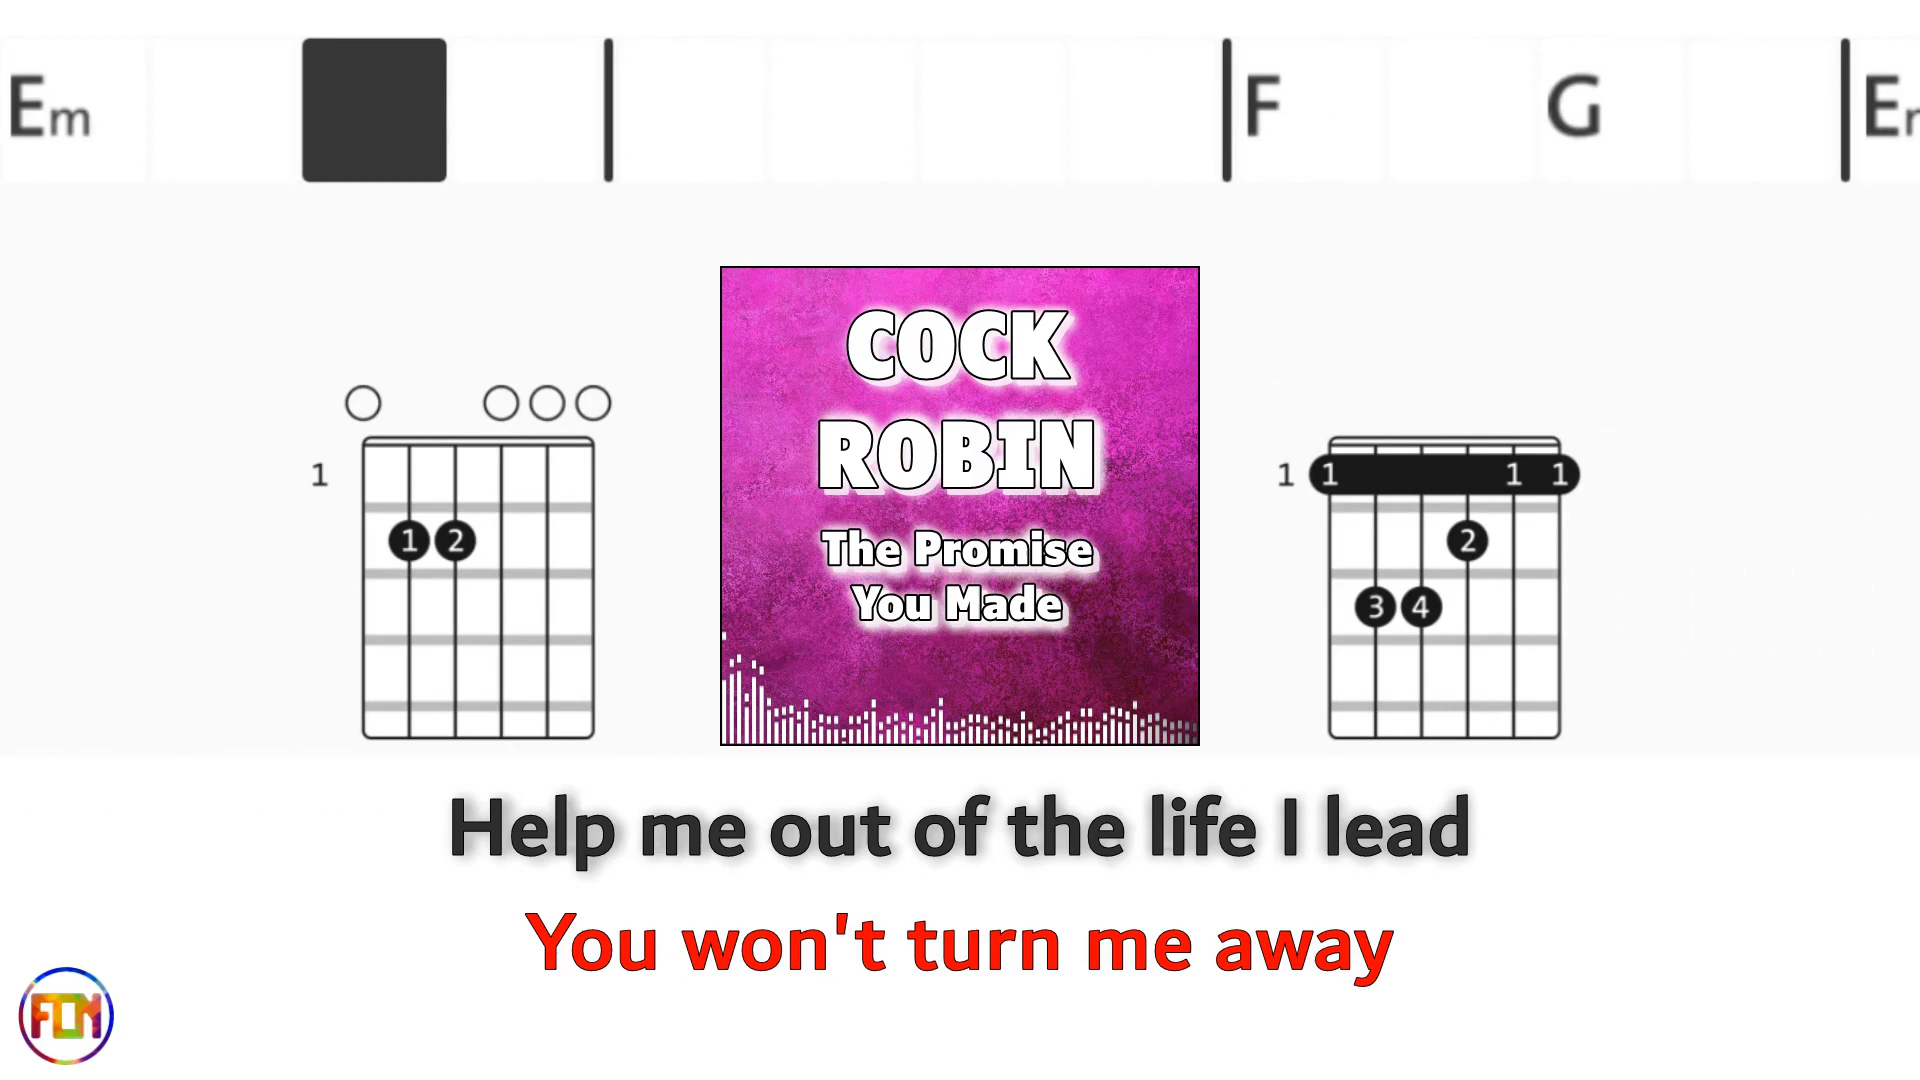 Em F G Em
1
1 2
COCK
ROBIN
The Promise
You Made
1 1 1 1
2
3 4
Help me out of the life I lead
You won't turn me away
FCM